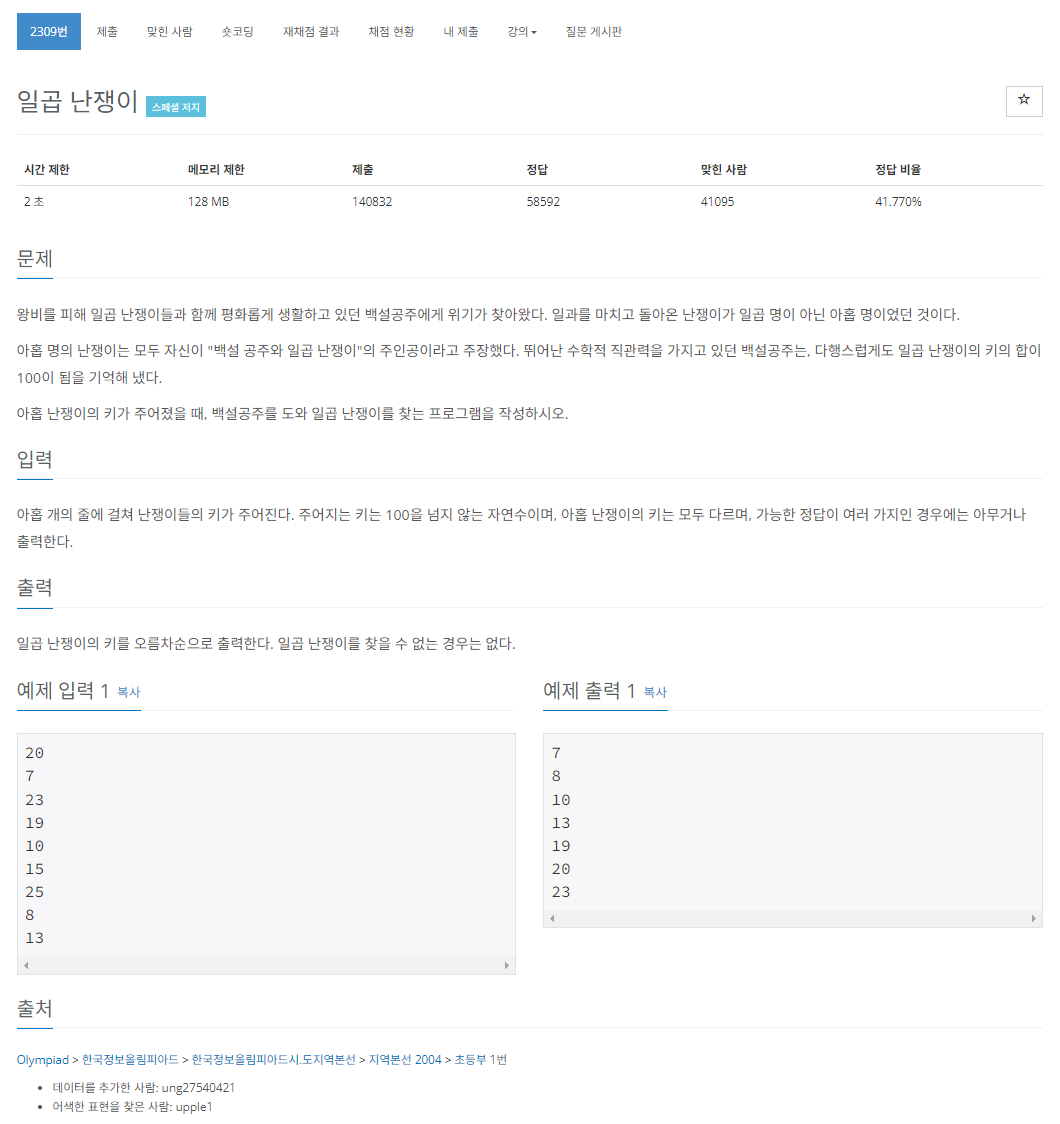 2309번 제출 맞힌 사람 숏코딩 재채점 결과 채점 현황 내 제출 강의 질문 게시판
일곱 난쟁이 스페셜 저지
시간 제한 메모리 제한 제출 정답 맞힌 사람 정답 비율
2 초 128 MB 140832 58592 41095 41.770%
문제
왕비를 피해 일곱 난쟁이들과 함께 평화롭게 생활하고 있던 백설공주에게 위기가 찾아왔다. 일과를 마치고 돌아온 난쟁이가 일곱 명이 아닌 아홉 명이었던 것이다.
아홉 명의 난쟁이는 모두 자신이 "백설 공주와 일곱 난쟁이"의 주인공이라고 주장했다. 뛰어난 수학적 직관력을 가지고 있던 백설공주는, 다행스럽게도 일곱 난쟁이의 키의 합이
100이 됨을 기억해 냈다.
아홉 난쟁이의 키가 주어졌을 때, 백설공주를 도와 일곱 난쟁이를 찾는 프로그램을 작성하시오.
입력
아홉 개의 줄에 걸쳐 난쟁이들의 키가 주어진다. 주어지는 키는 100을 넘지 않는 자연수이며, 아홉 난쟁이의 키는 모두 다르며, 가능한 정답이 여러 가지인 경우에는 아무거나
출력한다.
출력
일곱 난쟁이의 키를 오름차순으로 출력한다. 일곱 난쟁이를 찾을 수 없는 경우는 없다.
예제 입력 1 복사
20
7
23
19
10
15
25
8
13
예제 출력 1 복사
7
8
10
13
19
20
23
출처
Olympiad > 한국정보올림피아드 > 한국정보올림피아드시.도지역본선 > 지역본선 2004 > 초등부 1번
데이터를 추가한 사람: ung27540421
어색한 표현을 찾은 사람: upple1